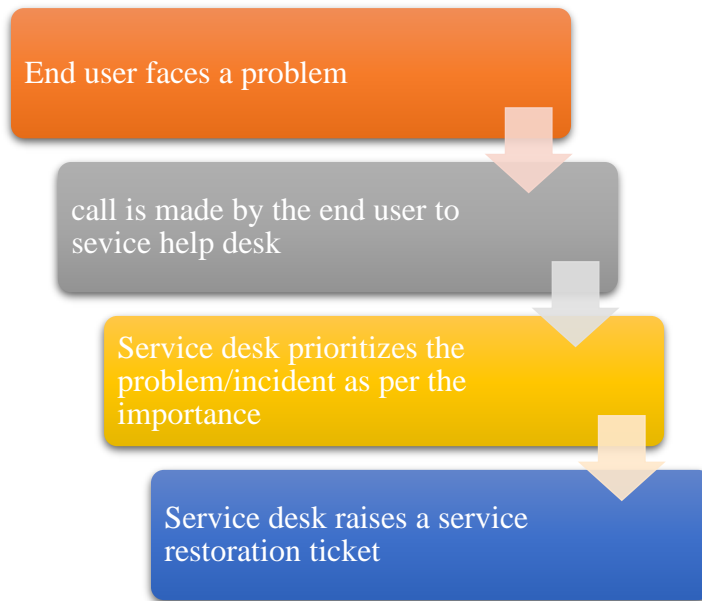 End user faces a problem
call is made by the end user to
sevice help desk
Service desk prioritizes the
problem/incident as per the
importance
Service desk raises a service
restoration ticket